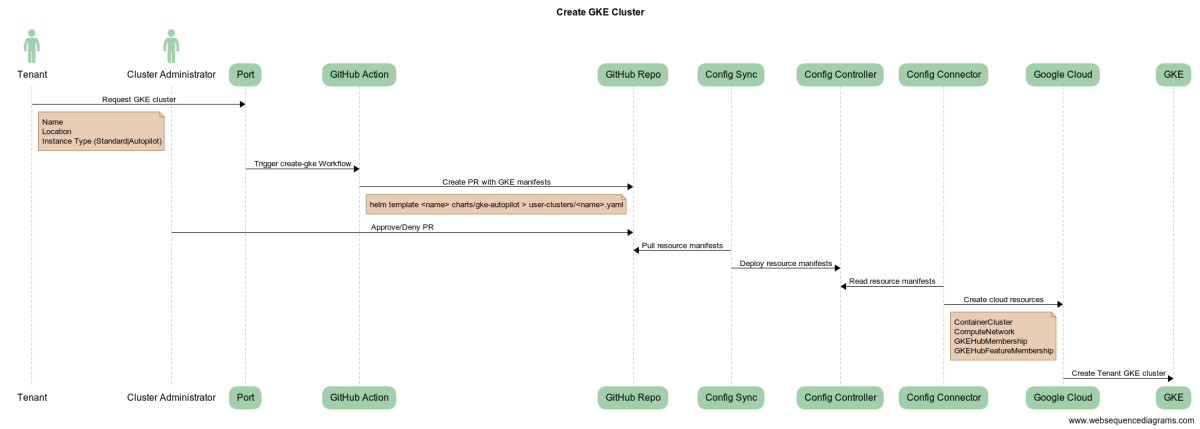 Create GKE Cluster
Tenant
Cluster Administrator
Port
GitHub Action
GitHub Repo
Config Sync
Config Controller
Config Connector
Google Cloud
GKE
Request GKE cluster
Name
Location
Instance Type (Standard|Autopilot)
Trigger create-gke Workflow
Create PR with GKE manifests
helm template <name> charts/gke-autopilot > user-clusters/<name>.yaml
Approve/Deny PR
Pull resource manifests
Deploy resource manifests
Read resource manifests
Create cloud resources
ContainerCluster
ComputeNetwork
GKEHubMembership
GKEHubFeatureMembership
Create Tenant GKE cluster
Tenant
Cluster Administrator
Port
GitHub Action
GitHub Repo
Config Sync
Config Controller
Config Connector
Google Cloud
GKE
www.websequencediagrams.com